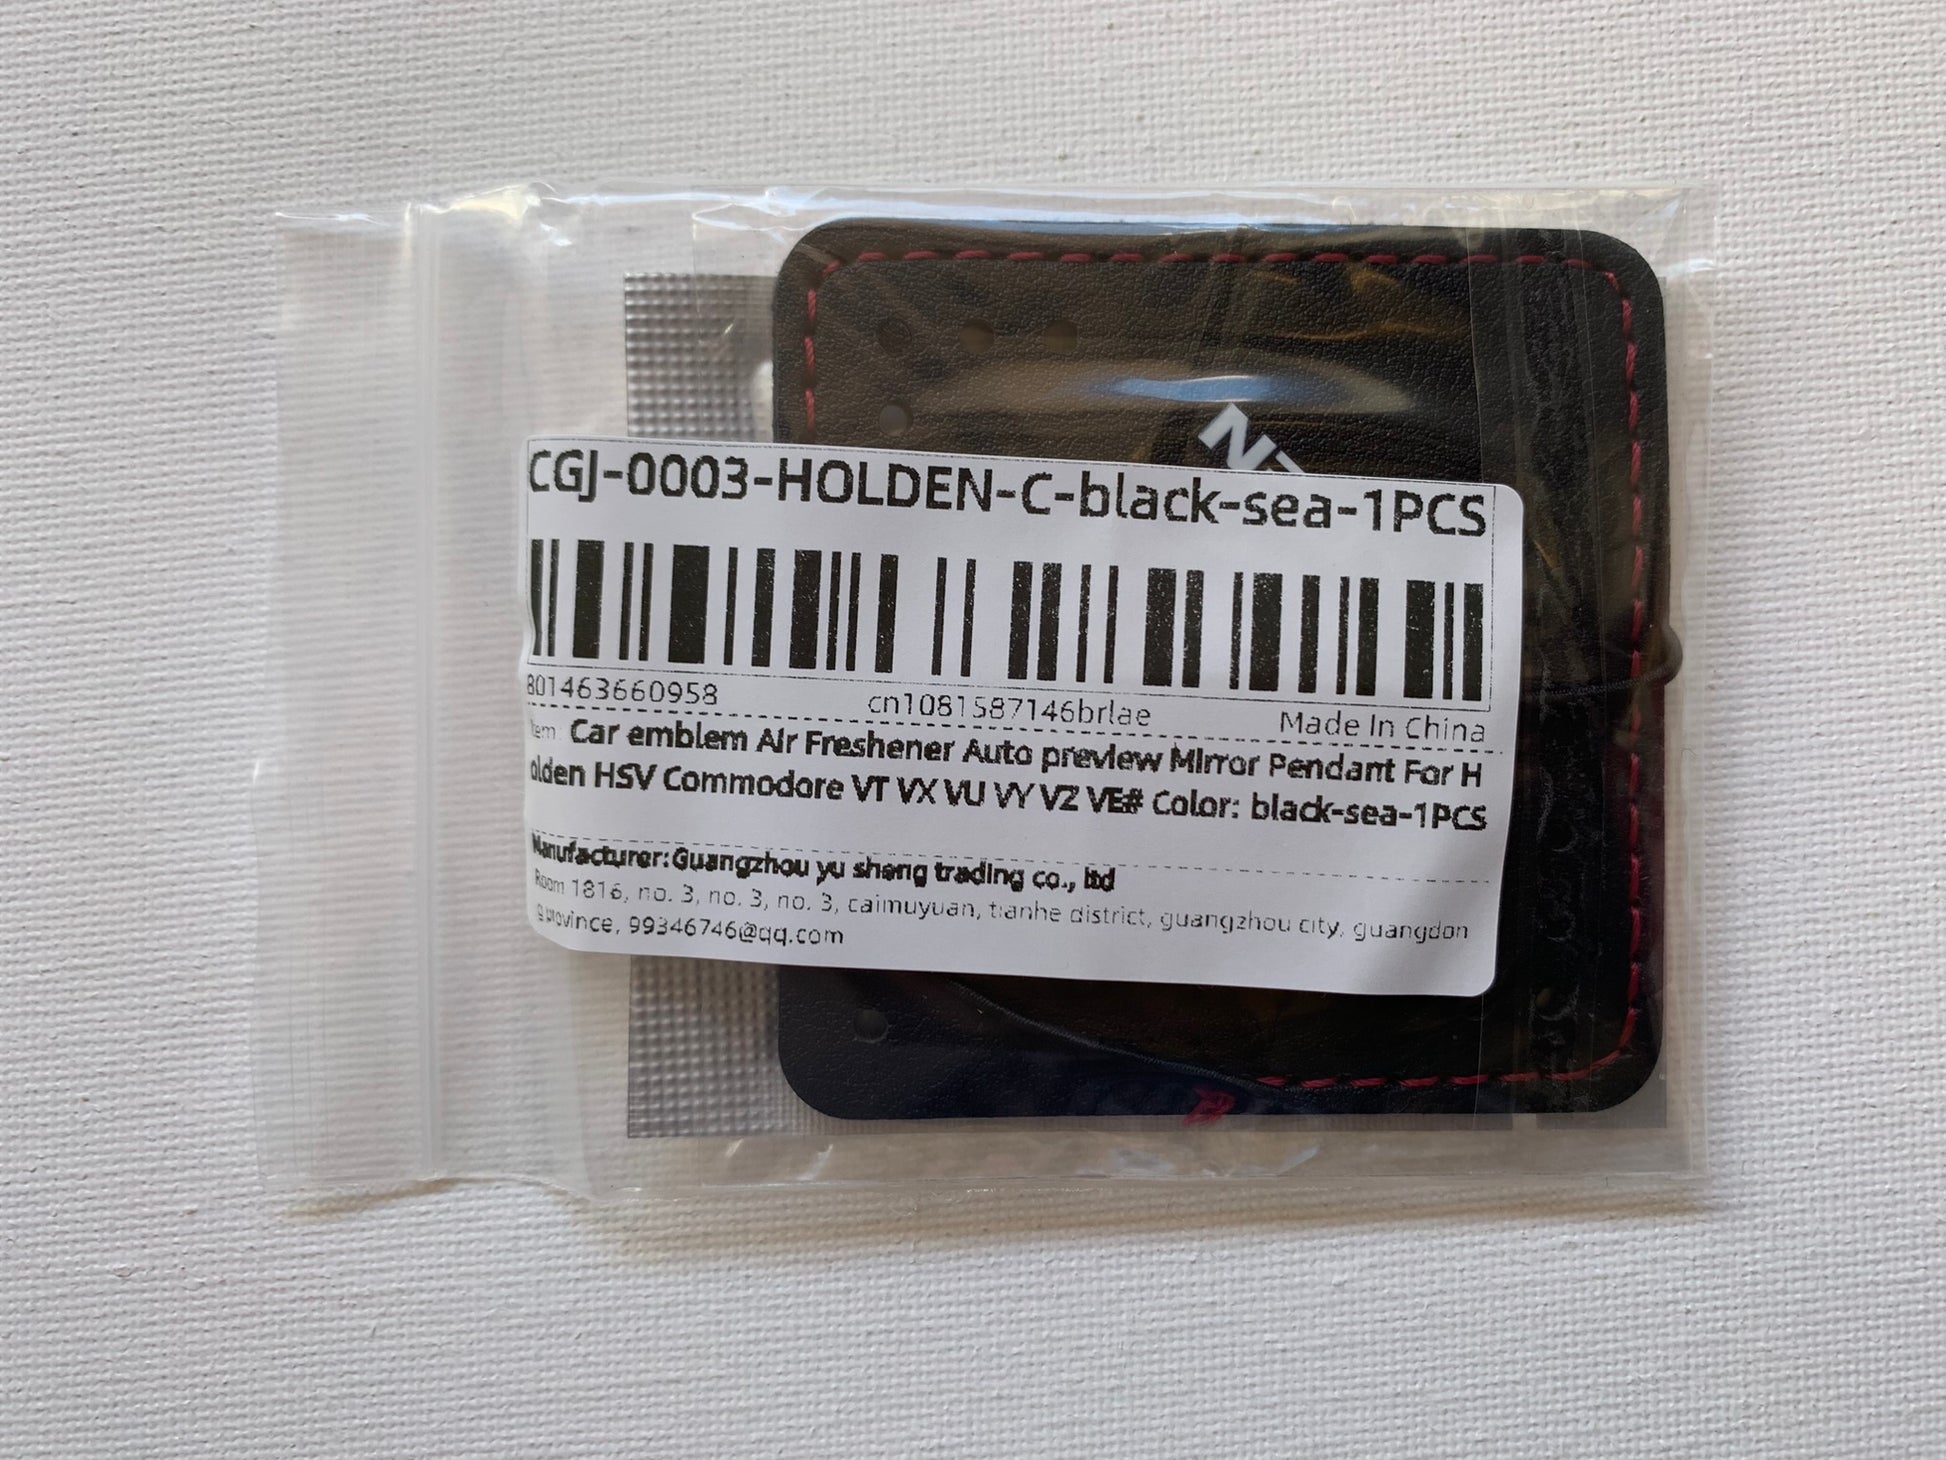 CGJ-0003-HOLDEN-C-black-sea-1PCS
801463660958 cn1081587146brlae Made In China
Item: Car emblem Air Freshener Auto preview Mirror Pendant For H
olden HSV Commodore VT VX VU VY VZ VE# Color: black-sea-1PCS
Manufacturer:Guangzhou yu sheng trading co., ltd
Room 1816, no. 3, no. 3, no. 3, caimuyuan, tianhe district, guangzhou city, guangdon
g province, 99346746@qq.com